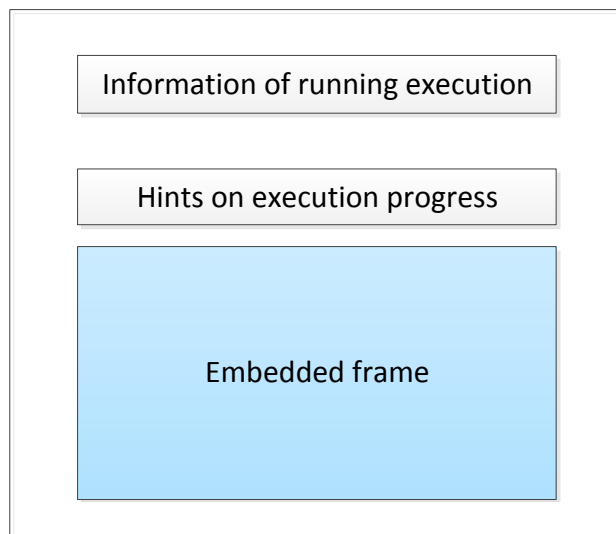 Information of running execution
Hints on execution progress
Embedded frame